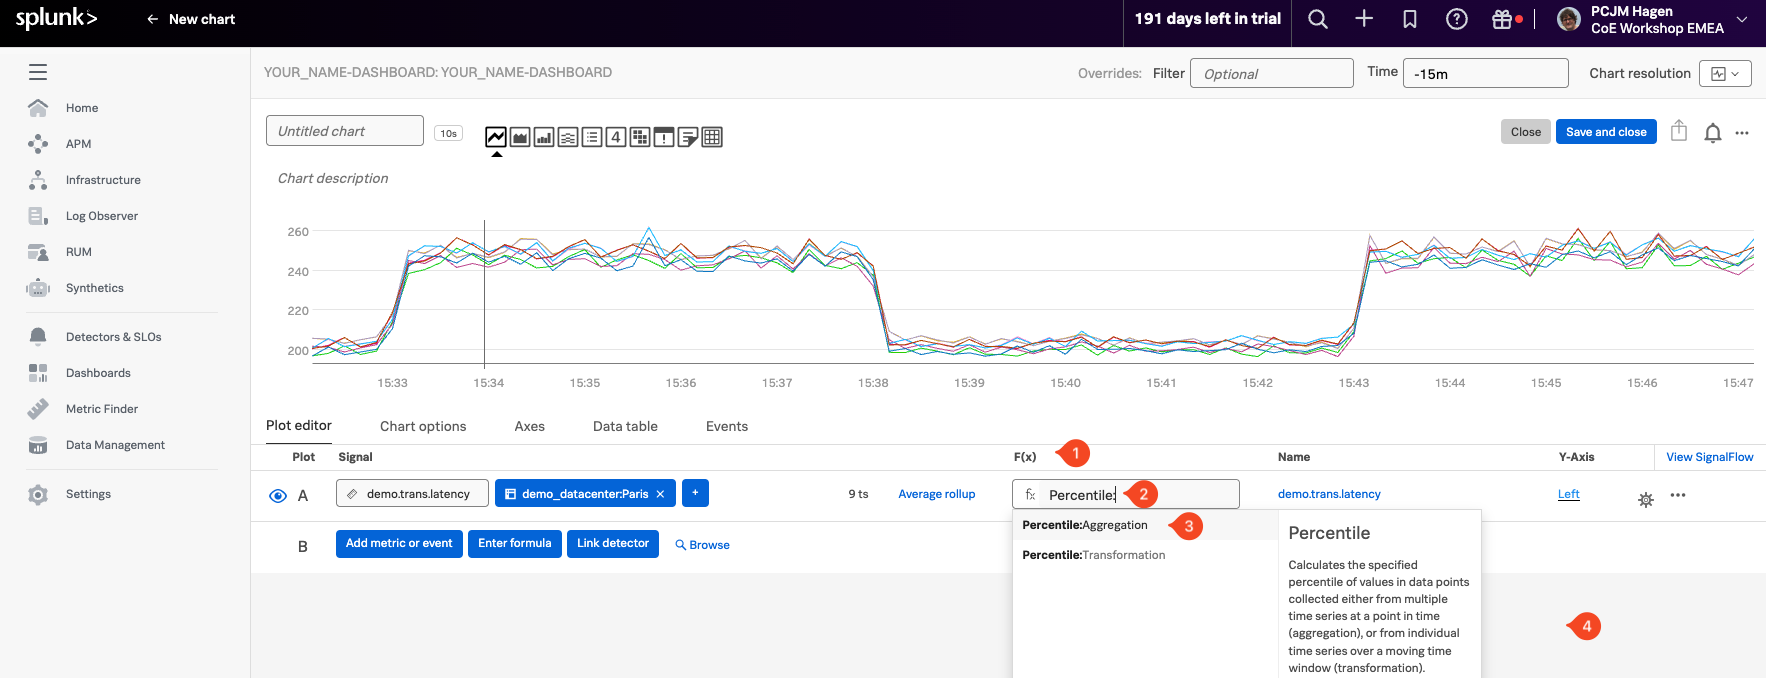 splunk>
New chart
191 days left in trial
PCJM Hagen
CoE Workshop EMEA
Home
APM
Infrastructure
Log Observer
RUM
Synthetics
Detectors & SLOs
Dashboards
Metric Finder
Data Management
Settings
YOUR_NAME-DASHBOARD: YOUR_NAME-DASHBOARD
Overrides: Filter Optional Time -15m Chart resolution
Untitled chart 10s 4 Close Save and close
Chart description
260
240
220
200
15:33 15:34 15:35 15:36 15:37 15:38 15:39 15:40 15:41 15:42 15:43 15:44 15:45 15:46 15:47
Plot editor Chart options Axes Data table Events
Plot Signal F(x) 1 Name Y-Axis View SignalFlow
A demo.trans.latency demo_datacenter:Paris × + 9 ts Average rollup fx Percentile: 2 demo.trans.latency Left
B Add metric or event Enter formula Link detector Browse
Percentile:Aggregation 3
Percentile:Transformation
Percentile
Calculates the specified
percentile of values in data points
collected either from multiple
time series at a point in time
(aggregation), or from individual
time series over a moving time
window (transformation).
4